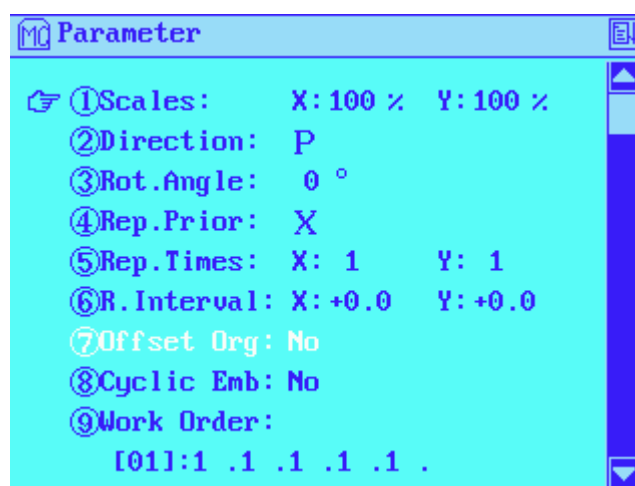 MC Parameter
①Scales: X:100 % Y:100 %
②Direction: P
③Rot.Angle: 0 °
④Rep.Prior: X
⑤Rep.Times: X: 1 Y: 1
⑥R.Interval: X:+0.0 Y:+0.0
⑦Offset Org: No
⑧Cyclic Emb: No
⑨Work Order:
[01]:1 .1 .1 .1 .1 .